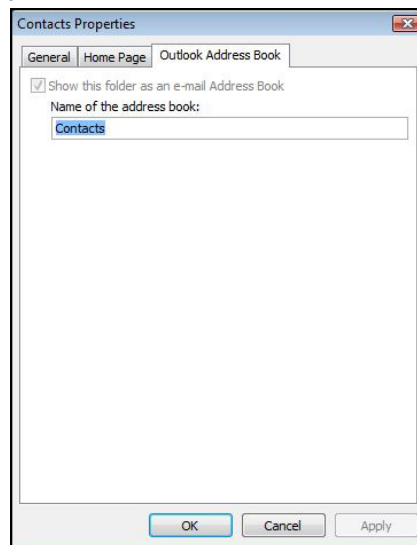 Contacts Properties
General Home Page Outlook Address Book
Show this folder as an e-mail Address Book
Name of the address book:
Contacts
OK Cancel Apply